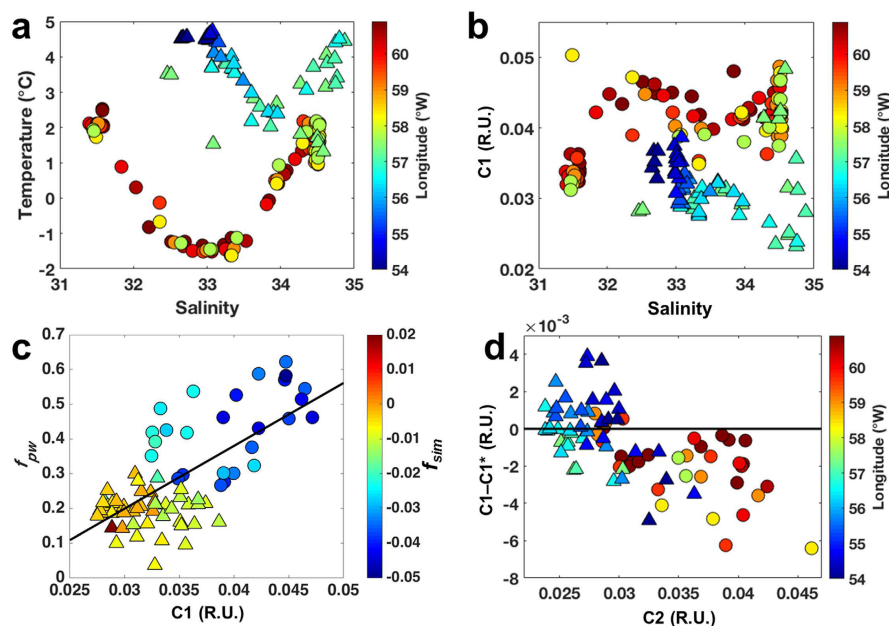 a
5
4
3
2
1
0
-1
-2
Temperature (°C)
31 32 33 34 35
Salinity
60
59
58
57
56
55
54
Longitude (°W)
b
0.05
0.04
0.03
0.02
C1 (R.U.)
31 32 33 34 35
Salinity
60
59
58
57
56
55
54
Longitude (°W)
c
0.7
0.6
0.5
0.4
0.3
0.2
0.1
0
fpw
0.025 0.03 0.035 0.04 0.045 0.05
C1 (R.U.)
0.02
0.01
0
-0.01
-0.02
-0.03
-0.04
-0.05
fsim
d
×10-3
4
2
0
-2
-4
-6
-8
C1–C1* (R.U.)
0.025 0.03 0.035 0.04 0.045
C2 (R.U.)
60
59
58
57
56
55
54
Longitude (°W)